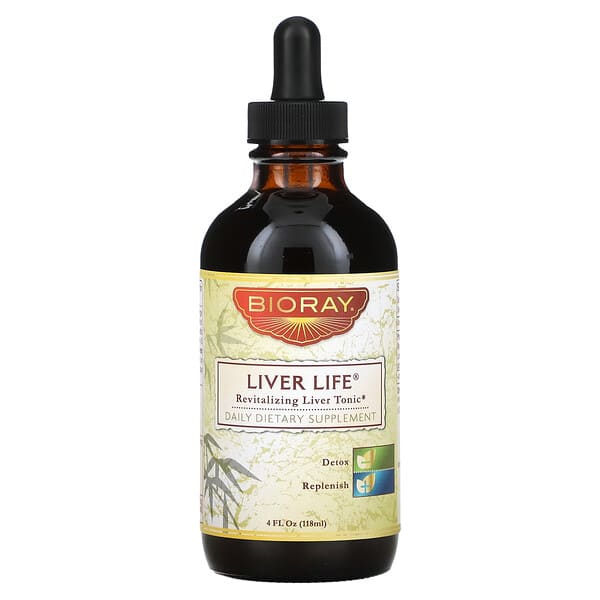 BIORAY®
LIVER LIFE®
Revitalizing Liver Tonic*
DAILY DIETARY SUPPLEMENT
Detox
Replenish
4 FL Oz (118ml)